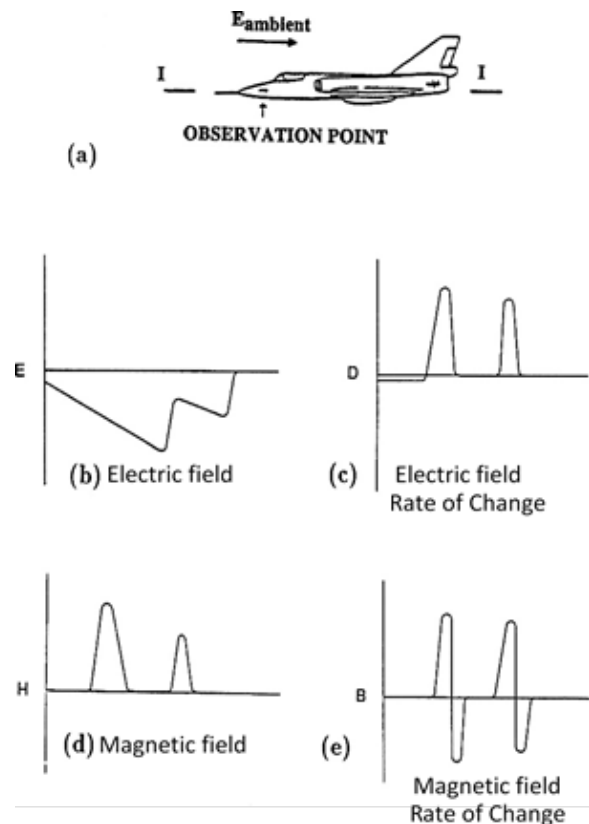 Eambient
I I
OBSERVATION POINT
(a)
E
D
(b) Electric field
(c) Electric field
Rate of Change
H
B
(d) Magnetic field
(e)
Magnetic field
Rate of Change